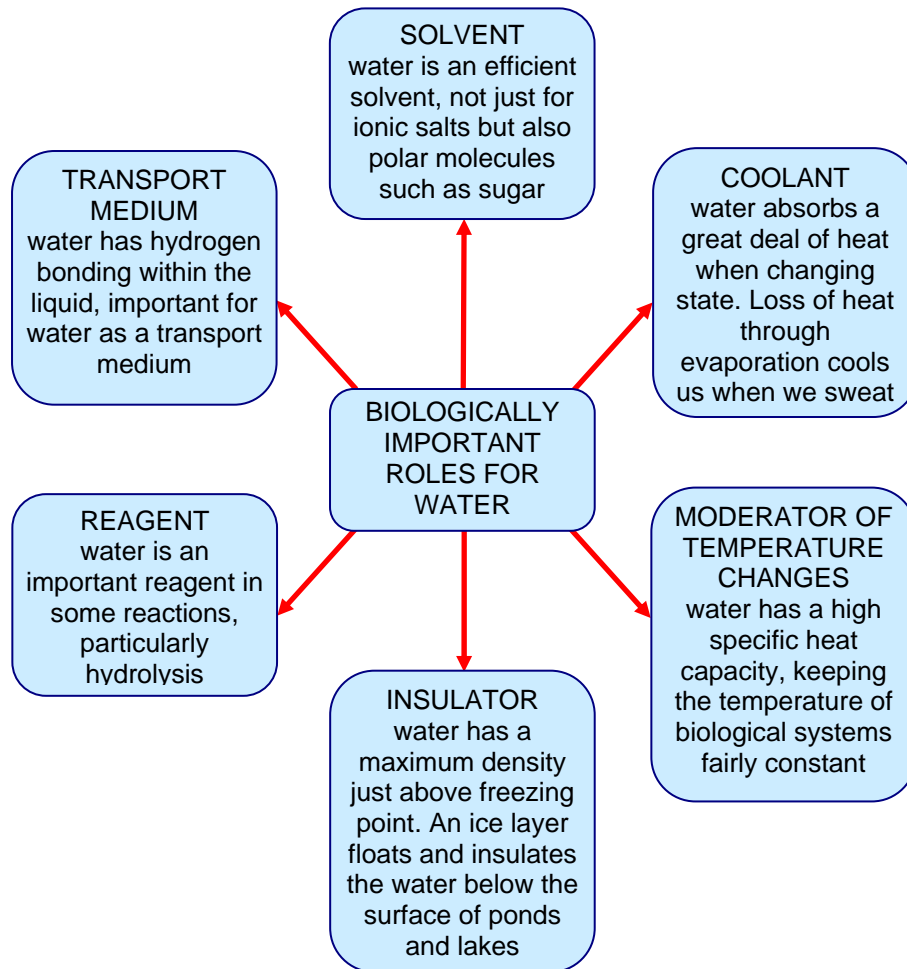 SOLVENT
water is an efficient
solvent, not just for
ionic salts but also
polar molecules
such as sugar
TRANSPORT
MEDIUM
water has hydrogen
bonding within the
liquid, important for
water as a transport
medium
COOLANT
water absorbs a
great deal of heat
when changing
state. Loss of heat
through
evaporation cools
us when we sweat
BIOLOGICALLY
IMPORTANT
ROLES FOR
WATER
REAGENT
water is an
important reagent in
some reactions,
particularly
hydrolysis
MODERATOR OF
TEMPERATURE
CHANGES
water has a high
specific heat
capacity, keeping
the temperature of
biological systems
fairly constant
INSULATOR
water has a
maximum density
just above freezing
point. An ice layer
floats and insulates
the water below the
surface of ponds
and lakes